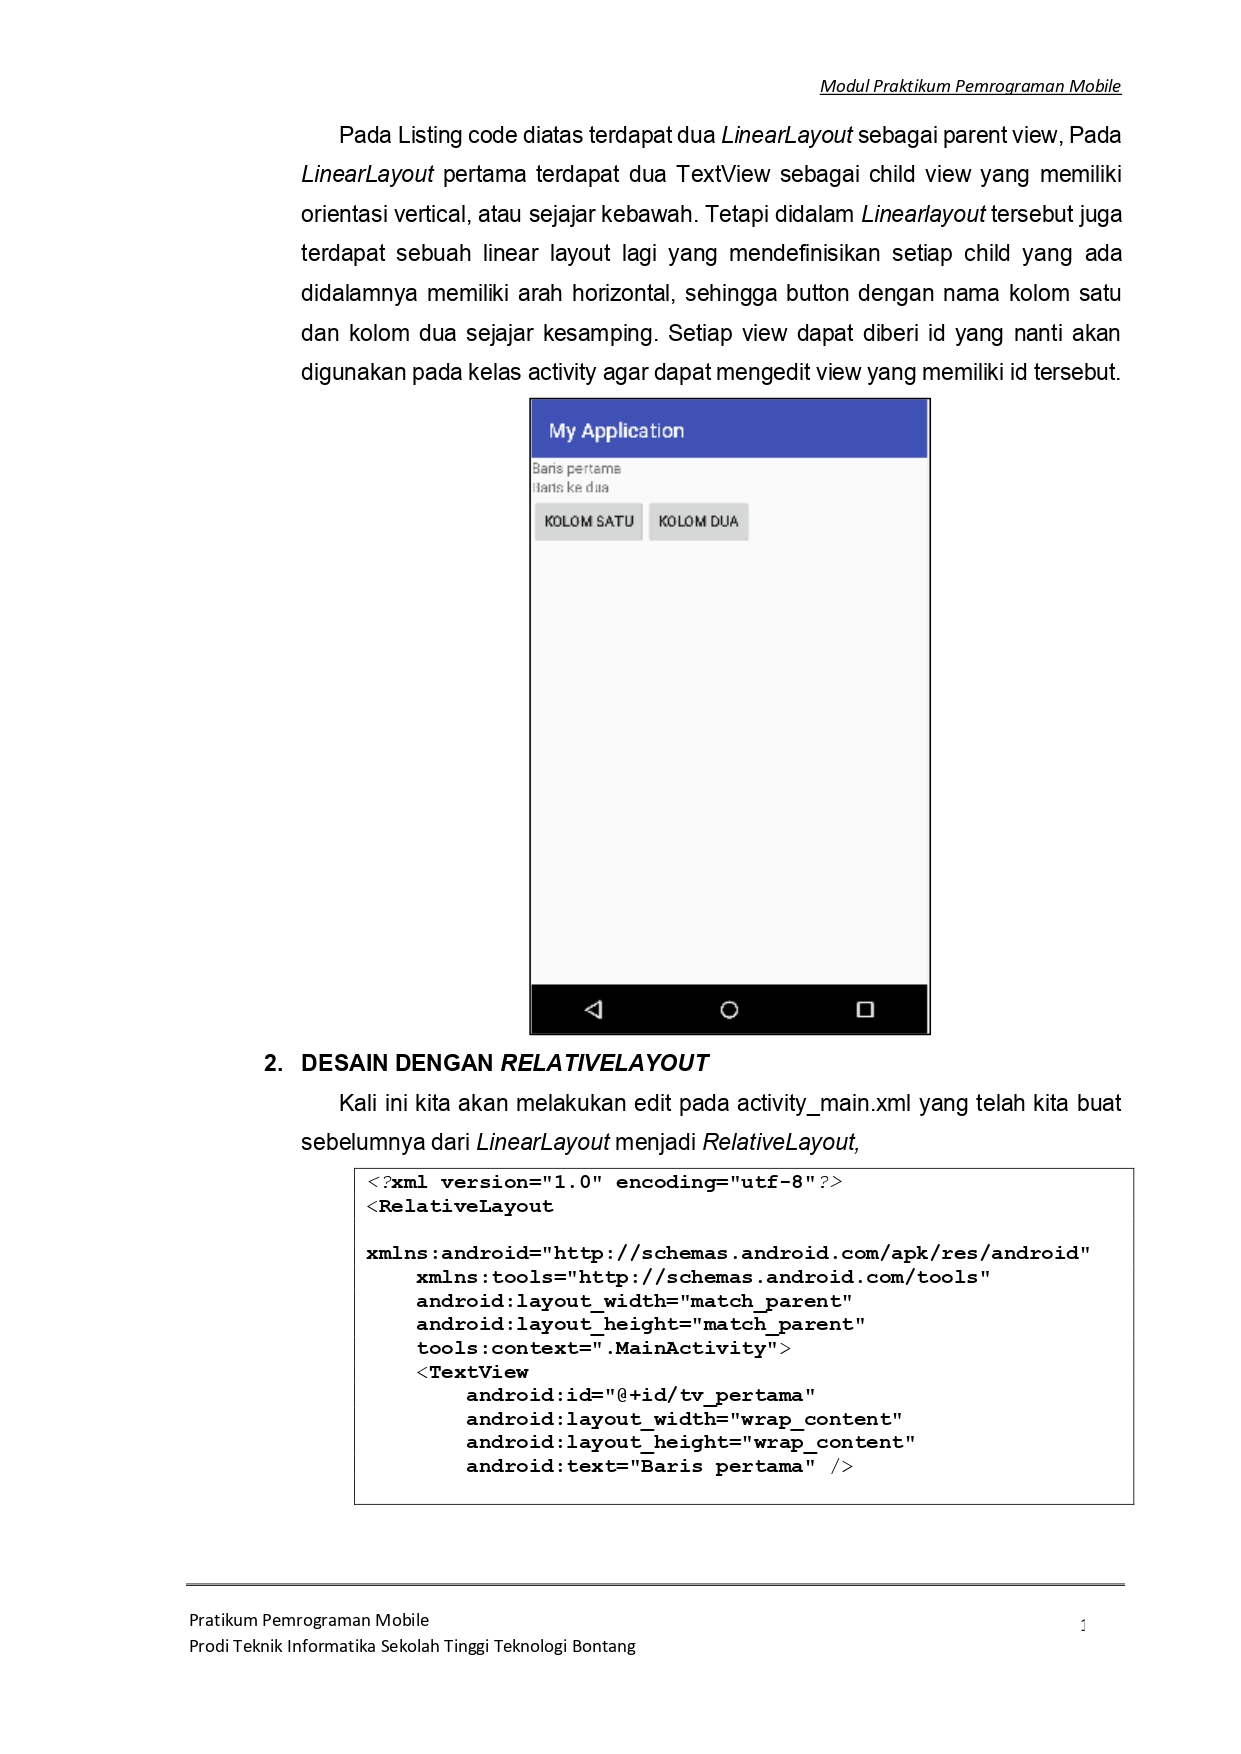 Modul Praktikum Pemrograman Mobile
Pada Listing code diatas terdapat dua LinearLayout sebagai parent view, Pada
LinearLayout pertama terdapat dua TextView sebagai child view yang memiliki
orientasi vertical, atau sejajar kebawah. Tetapi didalam Linearlayout tersebut juga
terdapat sebuah linear layout lagi yang mendefinisikan setiap child yang ada
didalamnya memiliki arah horizontal, sehingga button dengan nama kolom satu
dan kolom dua sejajar kesamping. Setiap view dapat diberi id yang nanti akan
digunakan pada kelas activity agar dapat mengedit view yang memiliki id tersebut.
My Application
Baris pertama
Baris ke dua
KOLOM SATU KOLOM DUA
2. DESAIN DENGAN RELATIVELAYOUT
Kali ini kita akan melakukan edit pada activity_main.xml yang telah kita buat
sebelumnya dari LinearLayout menjadi RelativeLayout,
<?xml version="1.0" encoding="utf-8"?>
<RelativeLayout
xmlns:android="http://schemas.android.com/apk/res/android"
xmlns:tools="http://schemas.android.com/tools"
android:layout_width="match_parent"
android:layout_height="match_parent"
tools:context=".MainActivity">
<TextView
android:id="@+id/tv_pertama"
android:layout_width="wrap_content"
android:layout_height="wrap_content"
android:text="Baris pertama" />
Pratikum Pemrograman Mobile
Prodi Teknik Informatika Sekolah Tinggi Teknologi Bontang